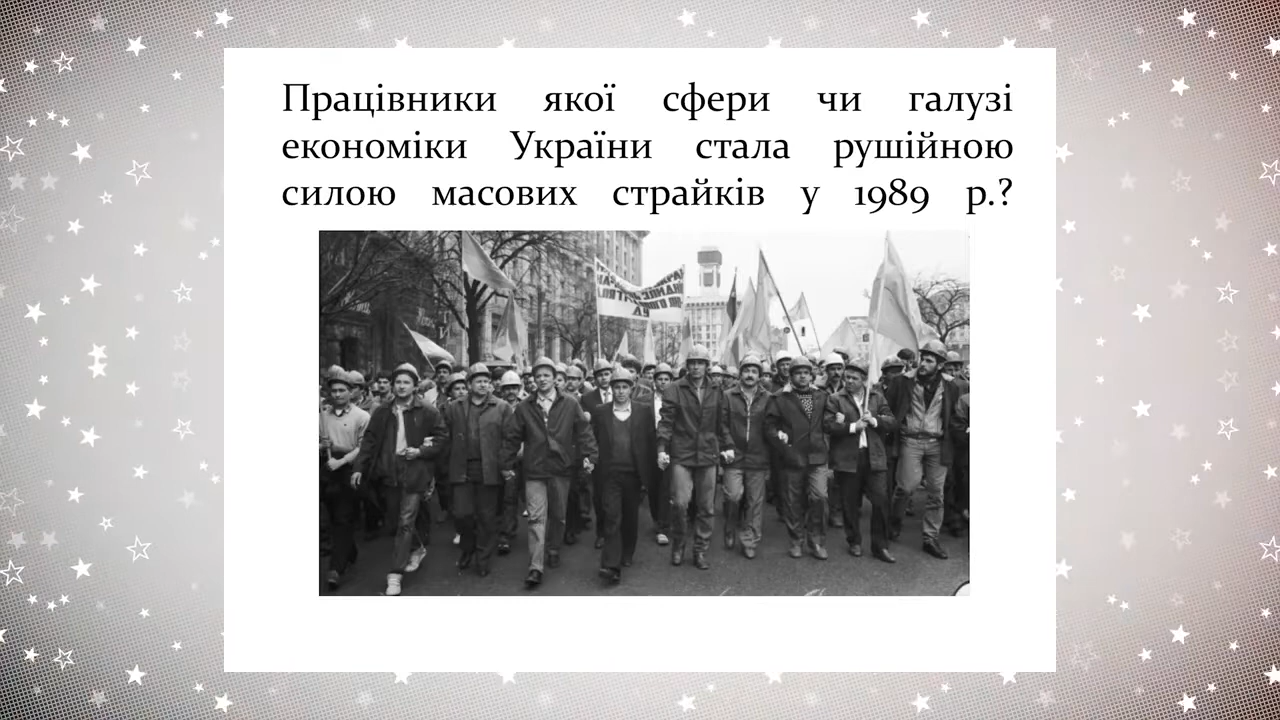 Працівники якої сфери чи галузі
економіки України стала рушійною
силою масових страйків у 1989 р.?